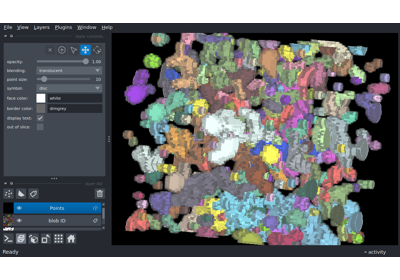 File View Layers Plugins Window Help
opacity: 1.00
blending: translucent
point size: 10
symbol: disc
face color: white
border color: dimgrey
display text: ✓
out of slice:
Points
blob ID
Ready
activity